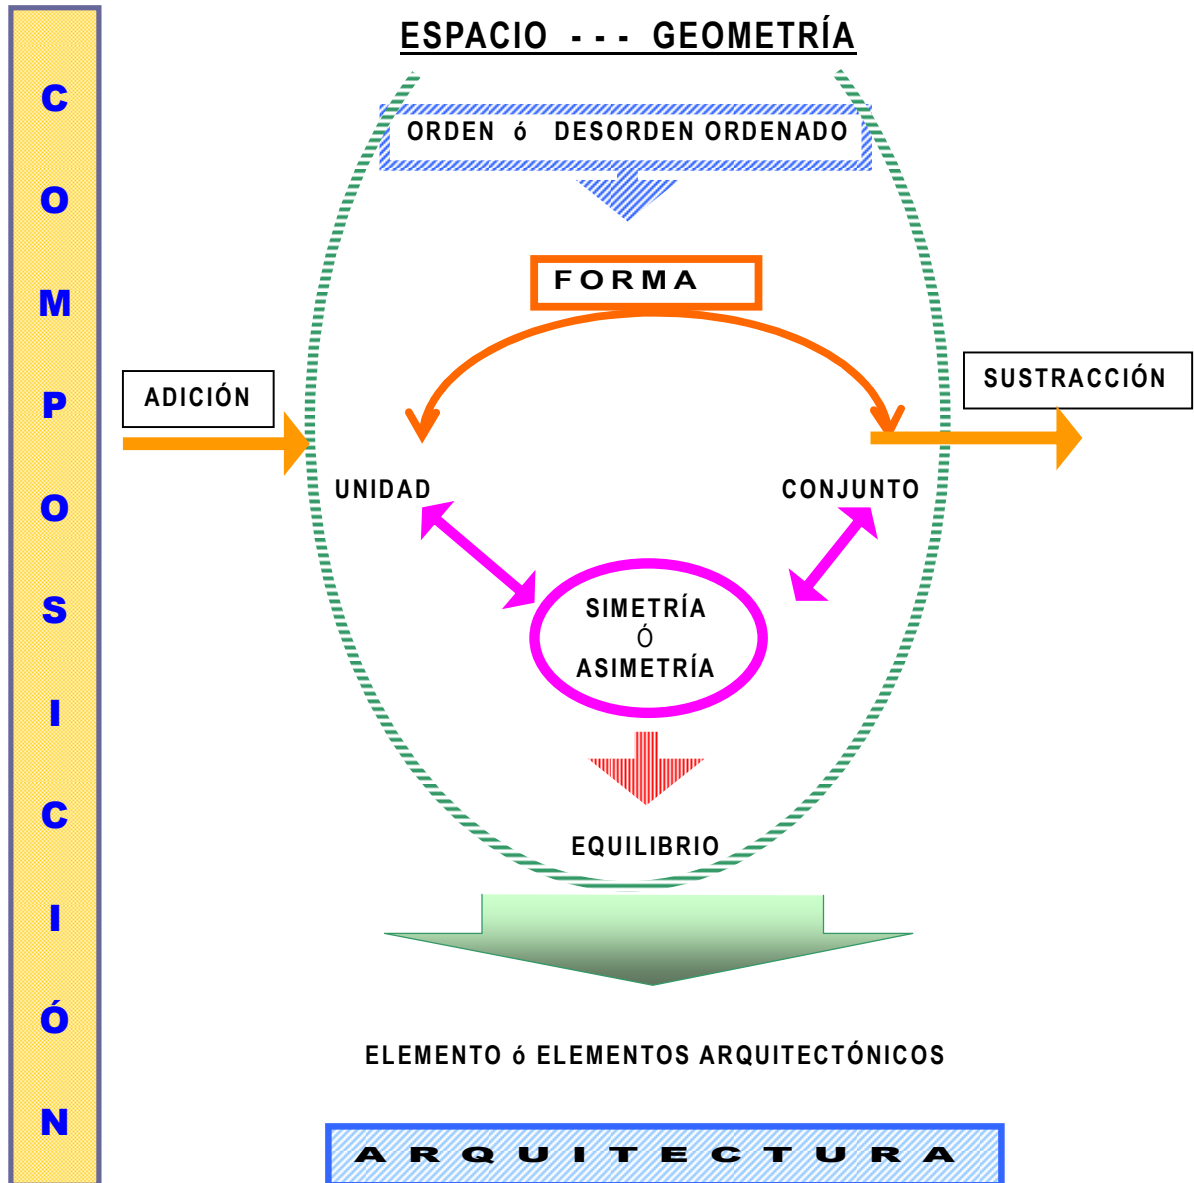 COMPOSICIÓN
ESPACIO - - - GEOMETRÍA
ORDEN ó DESORDEN ORDENADO
FORMA
ADICIÓN
SUSTRACCIÓN
UNIDAD
CONJUNTO
SIMETRÍA
Ó
ASIMETRÍA
EQUILIBRIO
ELEMENTO ó ELEMENTOS ARQUITECTÓNICOS
ARQUITECTURA